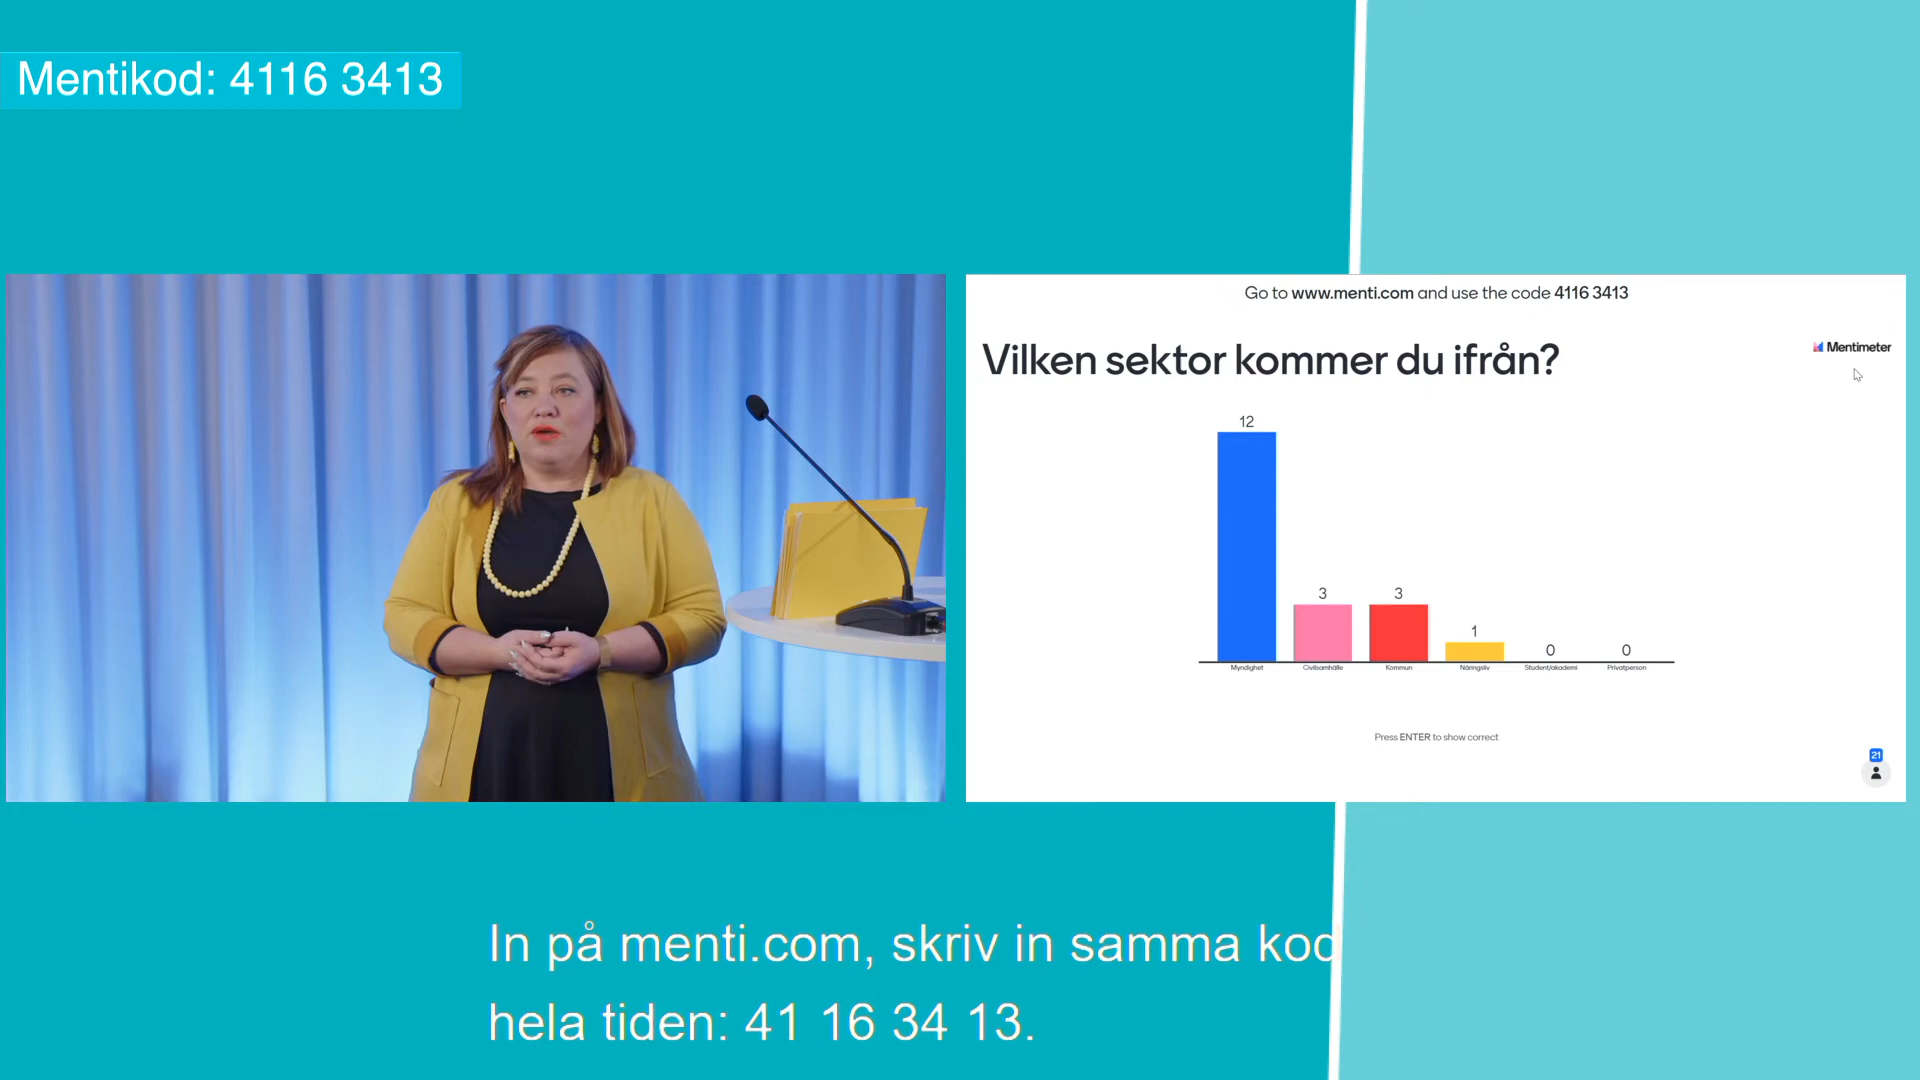 Mentikod: 4116 3413
Go to www.menti.com and use the code 4116 3413
Vilken sektor kommer du ifrån?
Mentimeter
12
3
3
1
0
0
Myndighet
Civilsamhälle
Kommun
Näringsliv
Student/akademi
Privatperson
Press ENTER to show correct
21
In på menti.com, skriv in samma kod
hela tiden: 41 16 34 13.